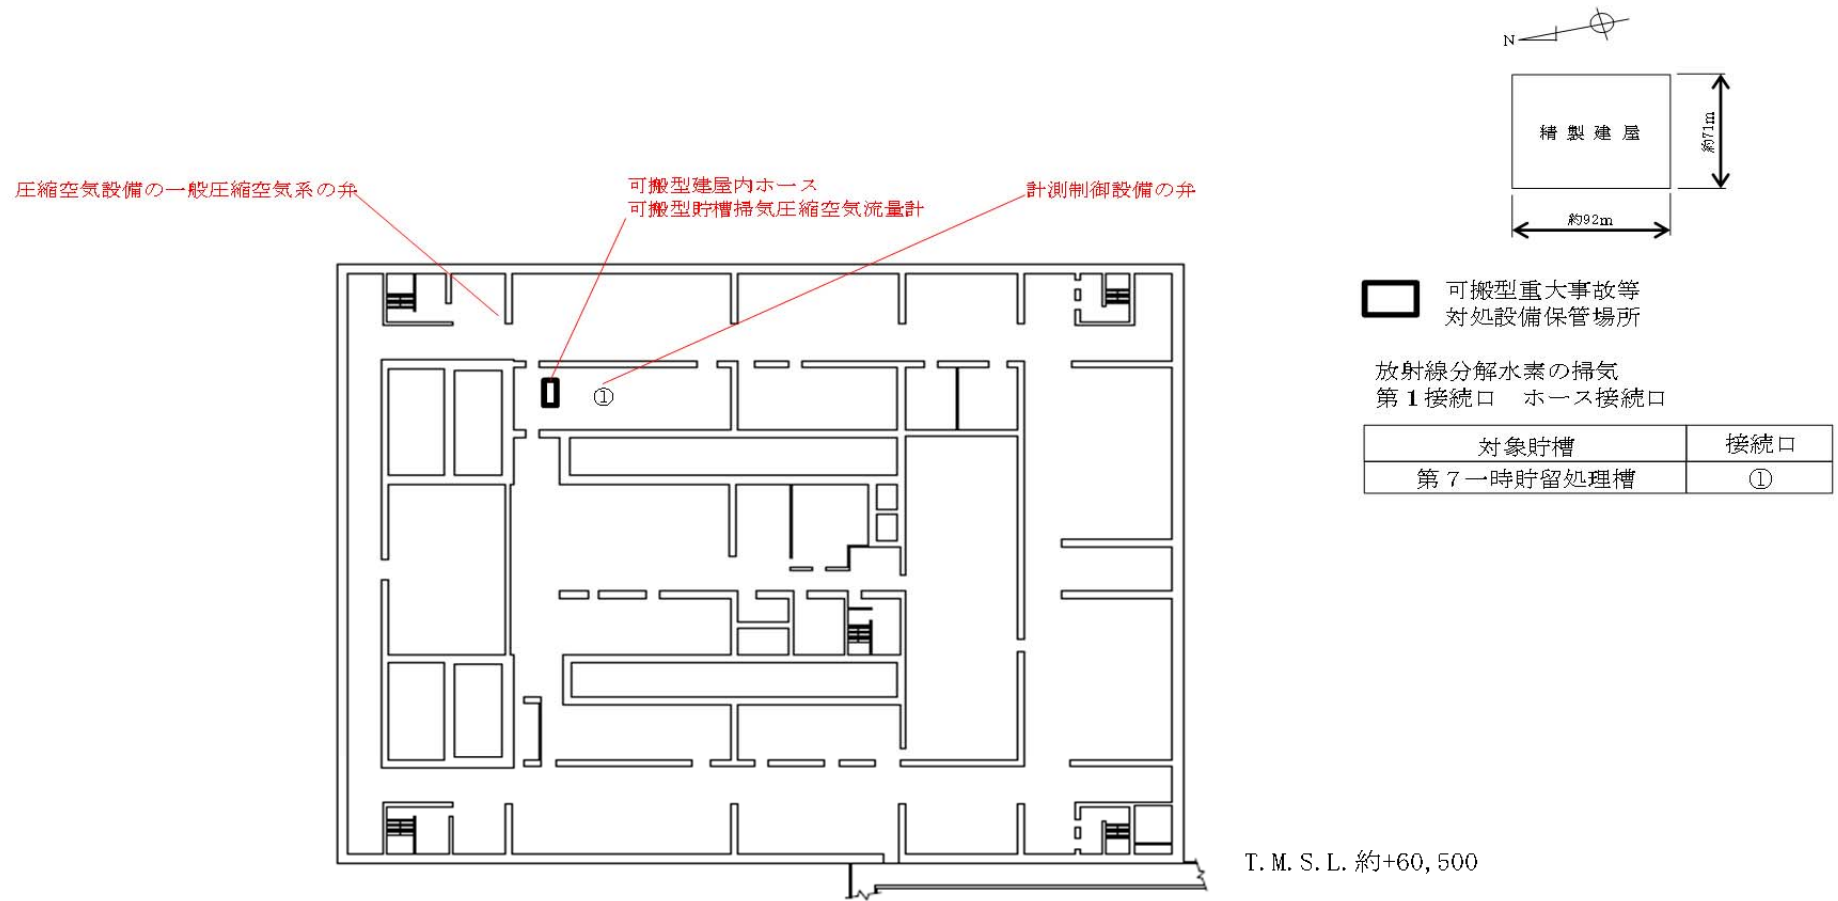 N
精製建屋
約71m
約92m
圧縮空気設備の一般圧縮空気系の弁
可搬型建屋内ホース
可搬型貯槽掃気圧縮空気流量計
計測制御設備の弁
①
可搬型重大事故等
対処設備保管場所
放射線分解水素の掃気
第1接続口　ホース接続口
対象貯槽 接続口
第7一時貯留処理槽 ①
T.M.S.L.約+60,500